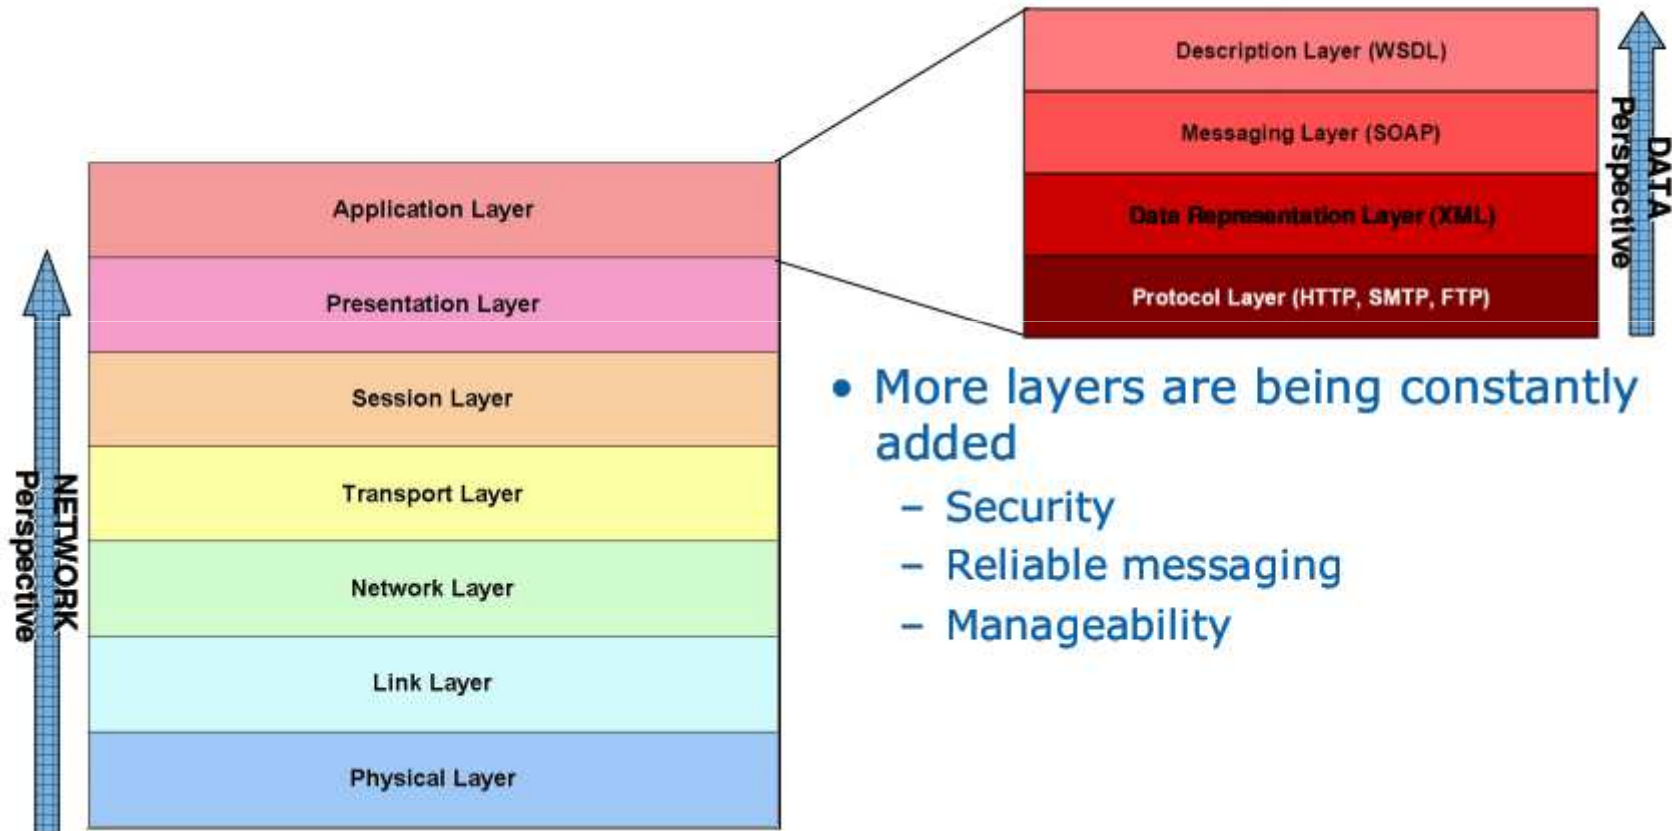 Description Layer (WSDL)
Messaging Layer (SOAP)
Data Representation Layer (XML)
Protocol Layer (HTTP, SMTP, FTP)
DATA
Perspective
Application Layer
Presentation Layer
Session Layer
Transport Layer
Network Layer
Link Layer
Physical Layer
NETWORK
Perspective
• More layers are being constantly
added
– Security
– Reliable messaging
– Manageability